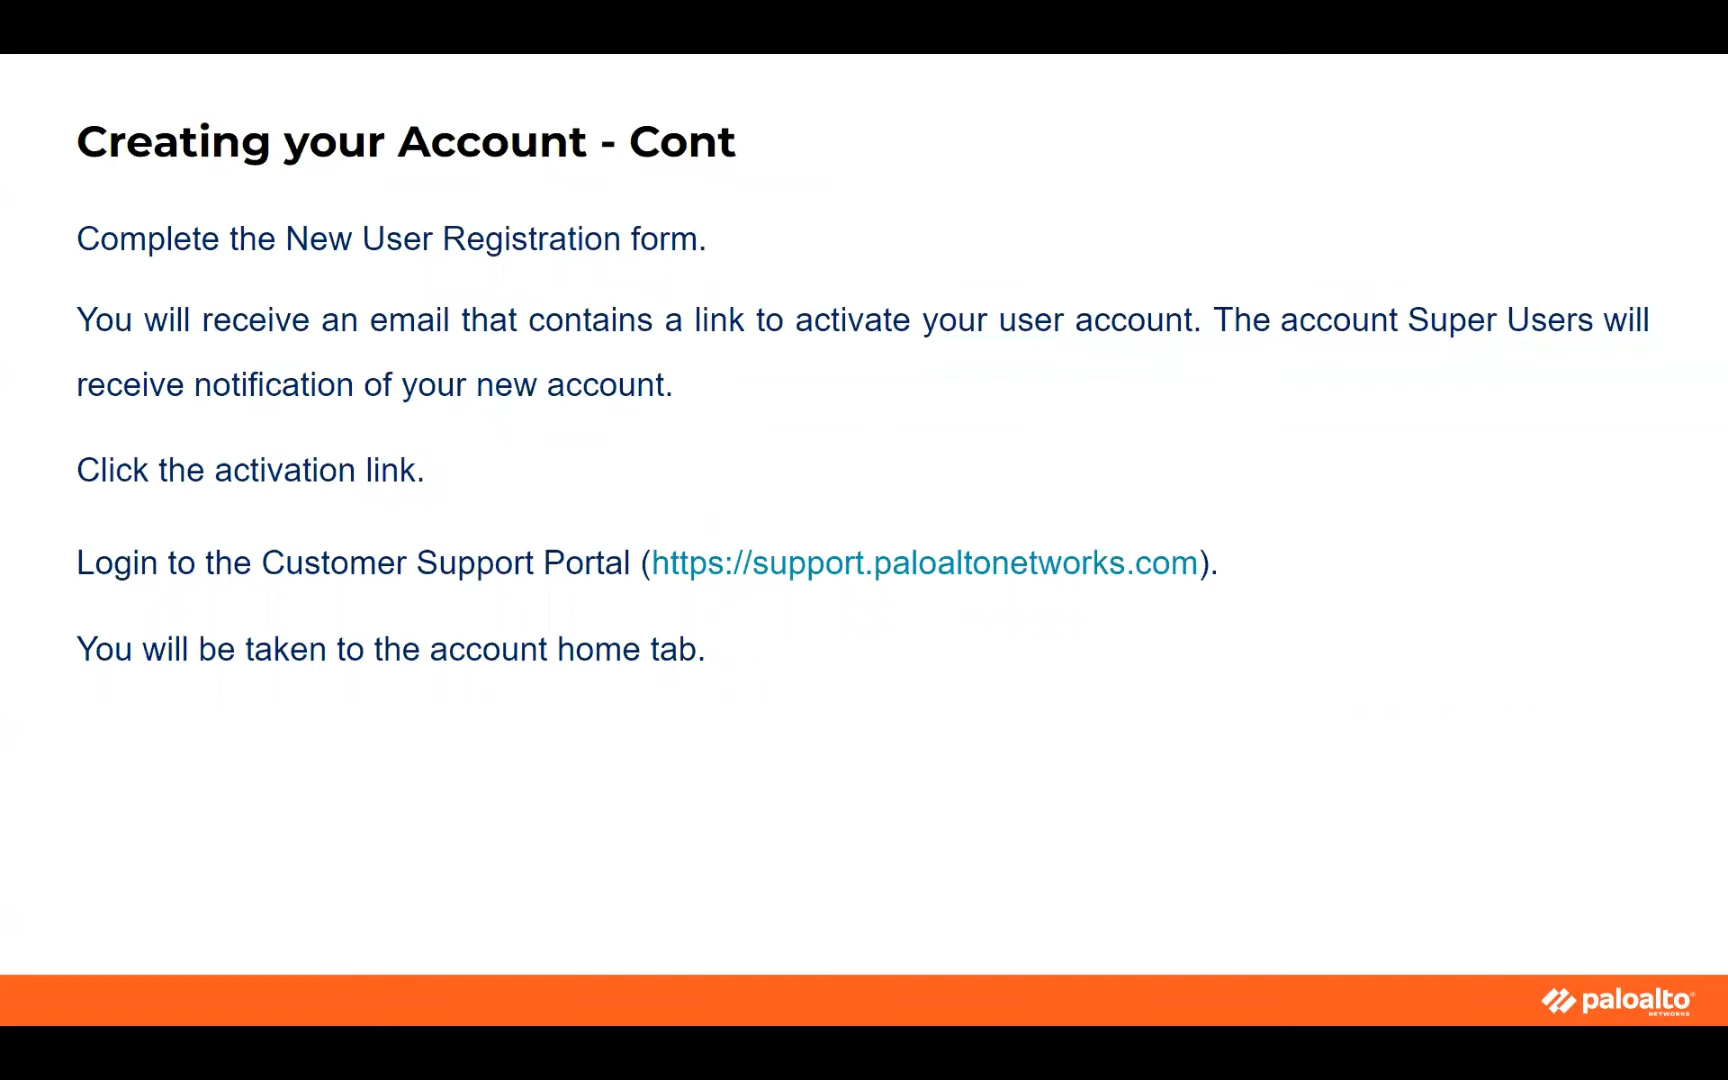 Creating your Account - Cont
Complete the New User Registration form.
You will receive an email that contains a link to activate your user account. The account Super Users will
receive notification of your new account.
Click the activation link.
Login to the Customer Support Portal (https://support.paloaltonetworks.com).
You will be taken to the account home tab.
paloalto
NETWORKS